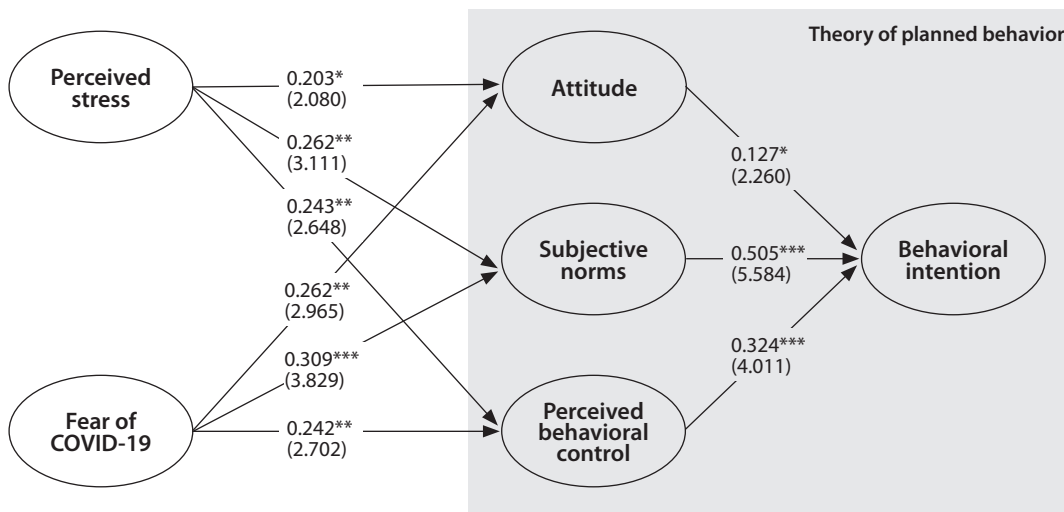 Theory of planned behavior
Perceived
stress
0.203*
(2.080)
Attitude
0.262**
(3.111)
0.127*
(2.260)
0.243**
(2.648)
Subjective
norms
0.505***
(5.584)
Behavioral
intention
0.262**
(2.965)
0.309***
(3.829)
0.324***
(4.011)
Fear of
COVID-19
0.242**
(2.702)
Perceived
behavioral
control